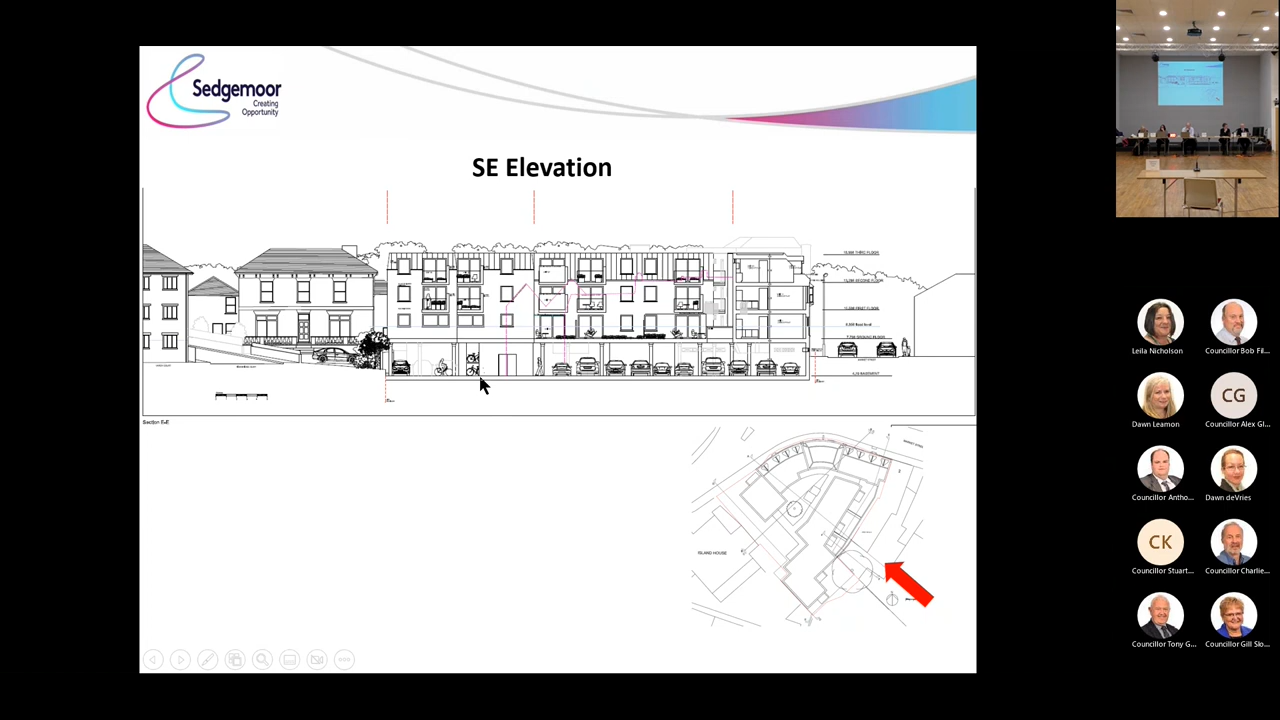 Sedgemoor
Creating
Opportunity
SE Elevation
Section E-E
ISLAND HOUSE
Leila Nicholson
Councillor Bob Fil...
Dawn Leamon
CG
Councillor Alex Gl...
Councillor Antho...
Dawn deVries
CK
Councillor Stuart...
Councillor Charlie...
Councillor Tony G...
Councillor Gill Slo...